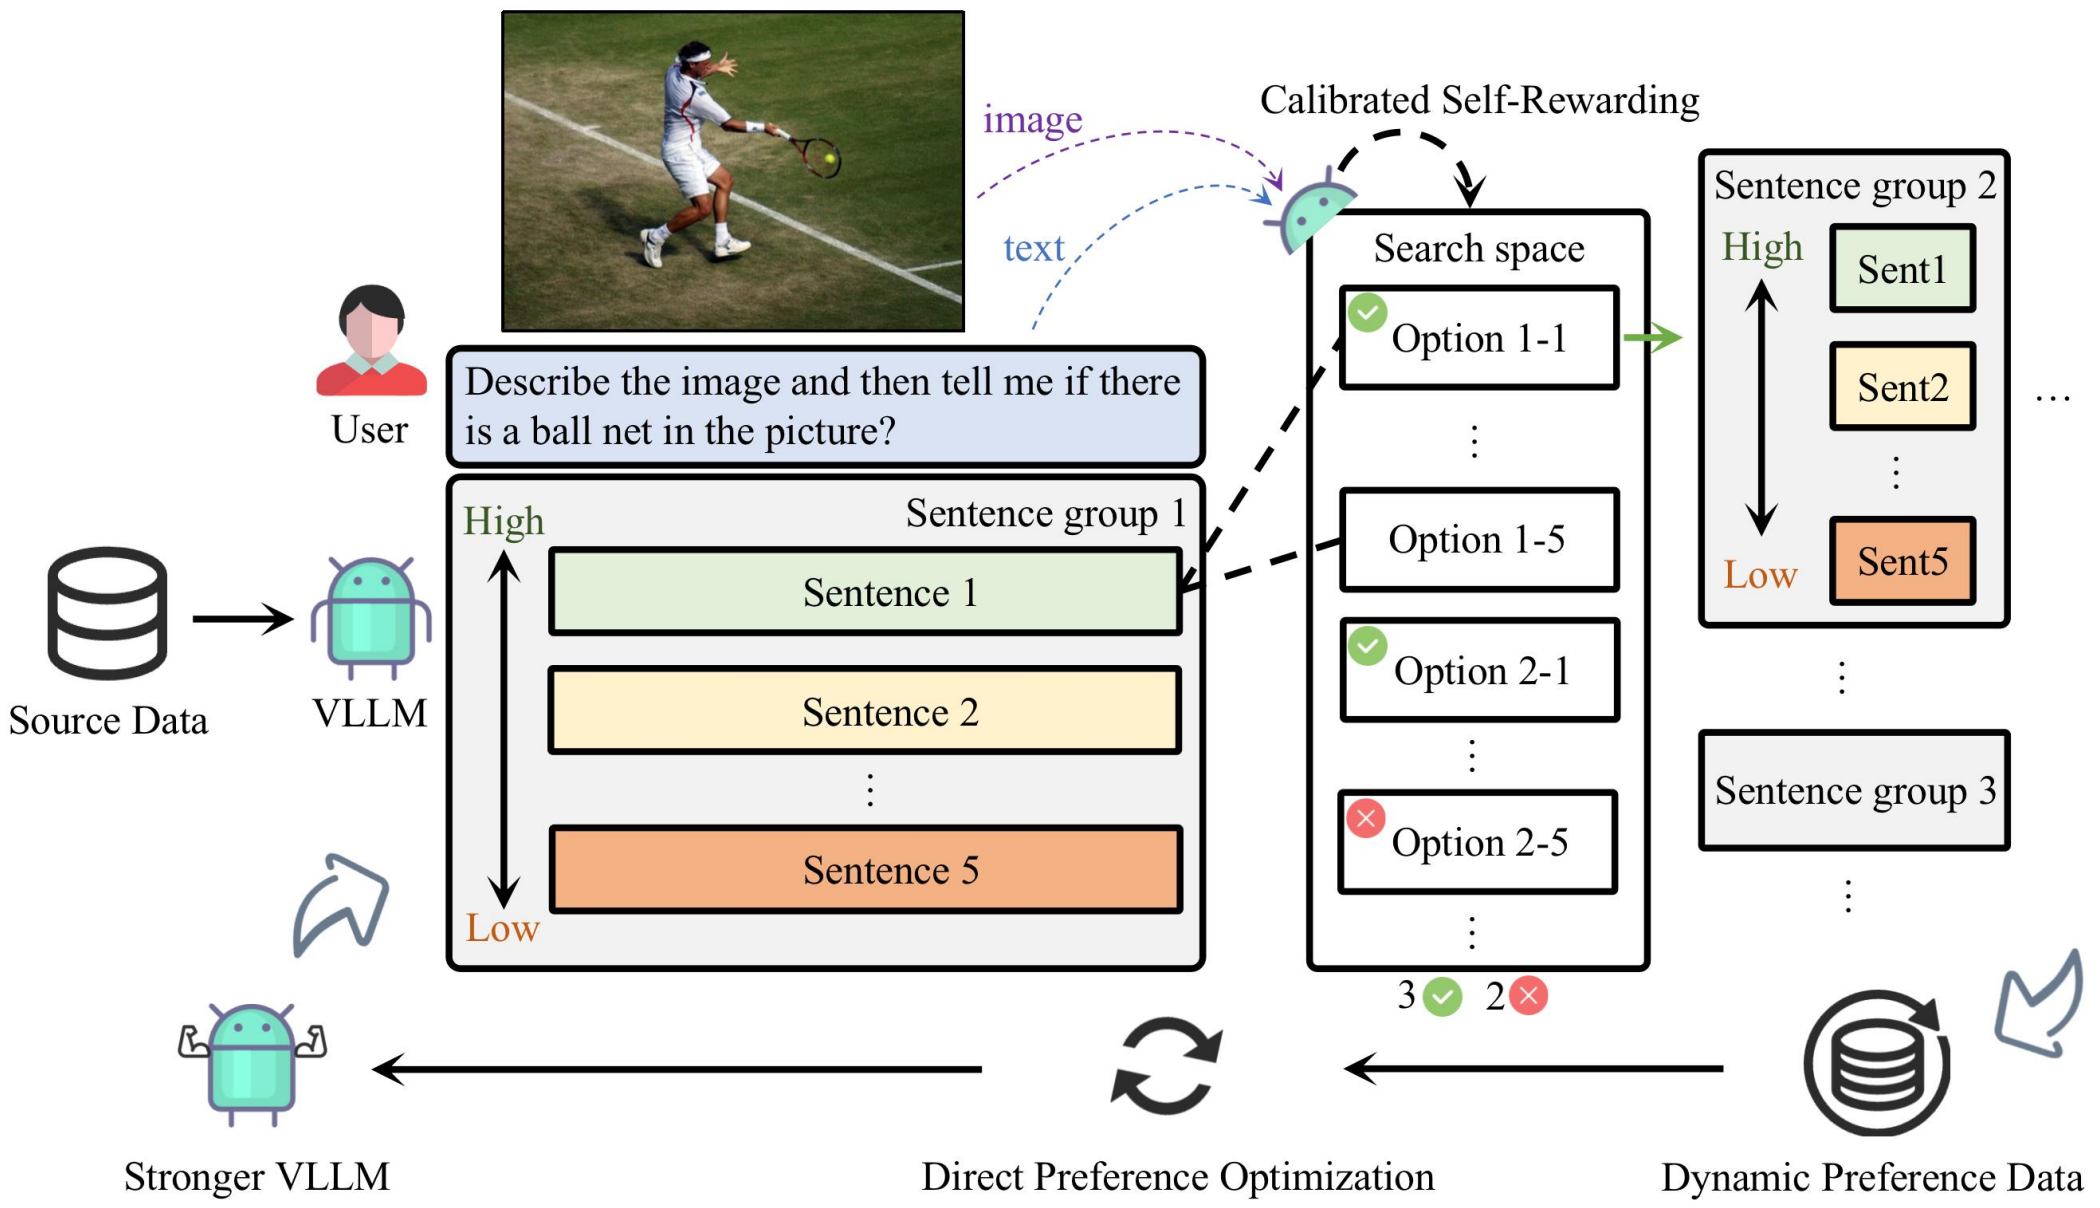 image
text
Calibrated Self-Rewarding
User
Describe the image and then tell me if there
is a ball net in the picture?
Source Data
VLLM
Sentence group 1
High
Sentence 1
Sentence 2
⋮
Sentence 5
Low
Search space
Option 1-1
⋮
Option 1-5
Option 2-1
⋮
Option 2-5
⋮
3 2
Sentence group 2
High
Sent1
Sent2
⋮
Sent5
Low
…
⋮
Sentence group 3
⋮
Stronger VLLM
Direct Preference Optimization
Dynamic Preference Data